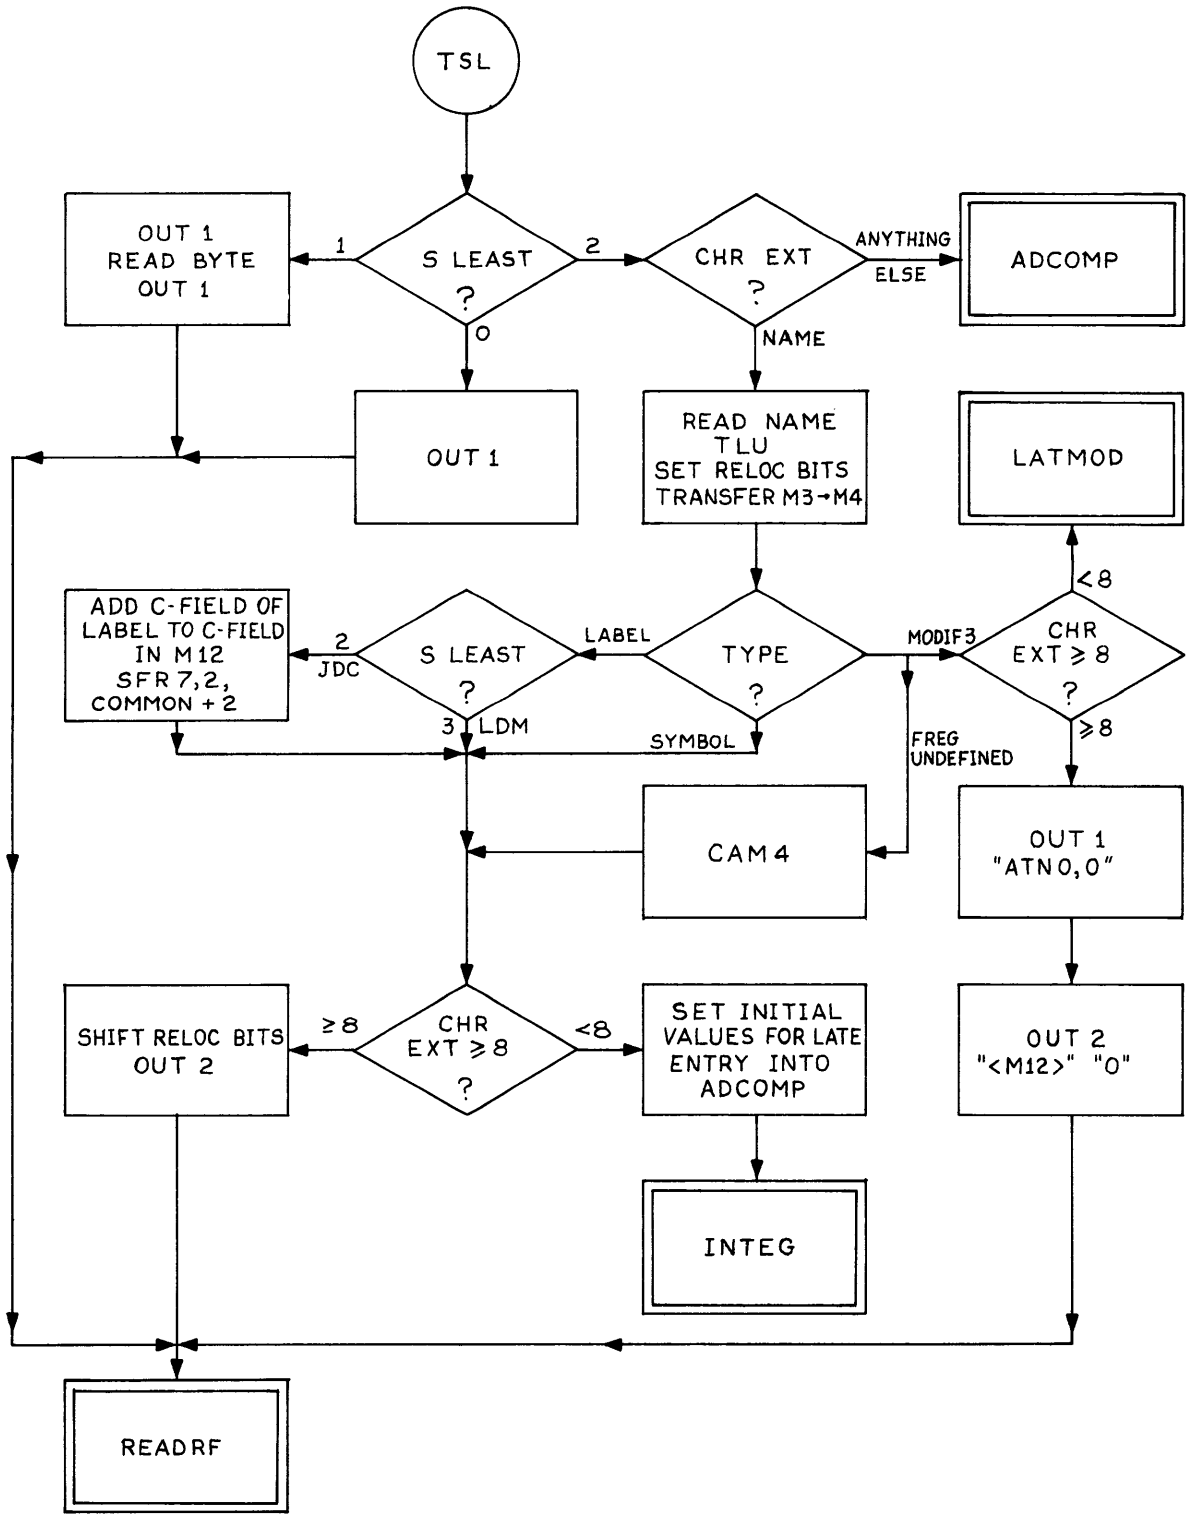 TSL
OUT 1
READ BYTE
OUT 1
1
S LEAST
?
2
CHR EXT
?
ANYTHING
ELSE
ADCOMP
0
NAME
OUT 1
READ NAME
TLU
SET RELOC BITS
TRANSFER M3→M4
LATMOD
<8
ADD C-FIELD OF
LABEL TO C-FIELD
IN M12
SFR 7,2,
COMMON + 2
2
JDC
S LEAST
?
LABEL
TYPE
?
MODIF3
CHR
EXT ≥ 8
?
3 LDM
SYMBOL
FREG
UNDEFINED
≥8
CAM 4
OUT 1
"ATN0,0"
SHIFT RELOC BITS
OUT 2
≥8
CHR
EXT ≥ 8
?
<8
SET INITIAL
VALUES FOR LATE
ENTRY INTO
ADCOMP
OUT 2
"<M12>" "0"
INTEG
READRF